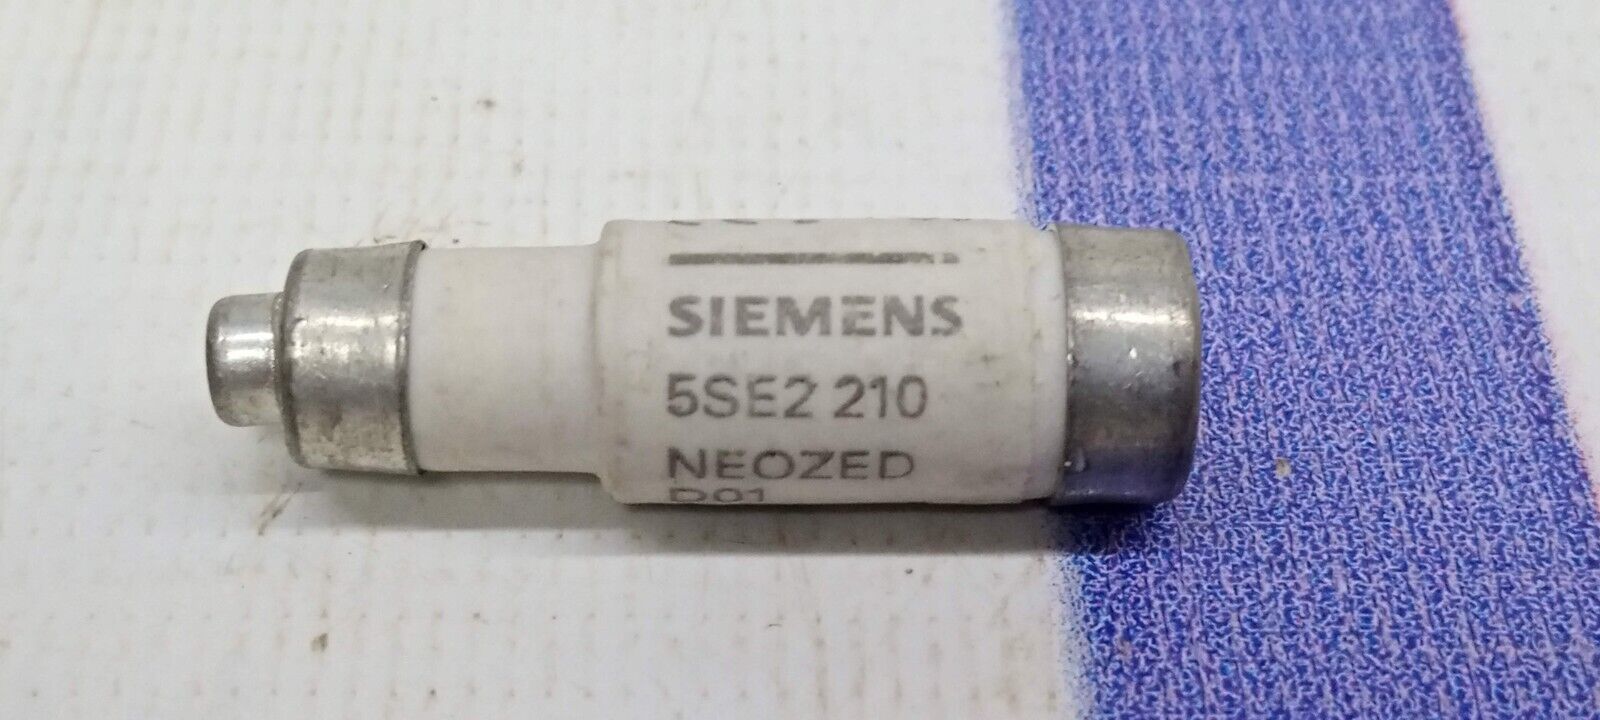 SIEMENS
5SE2 210
NEOZED
D01